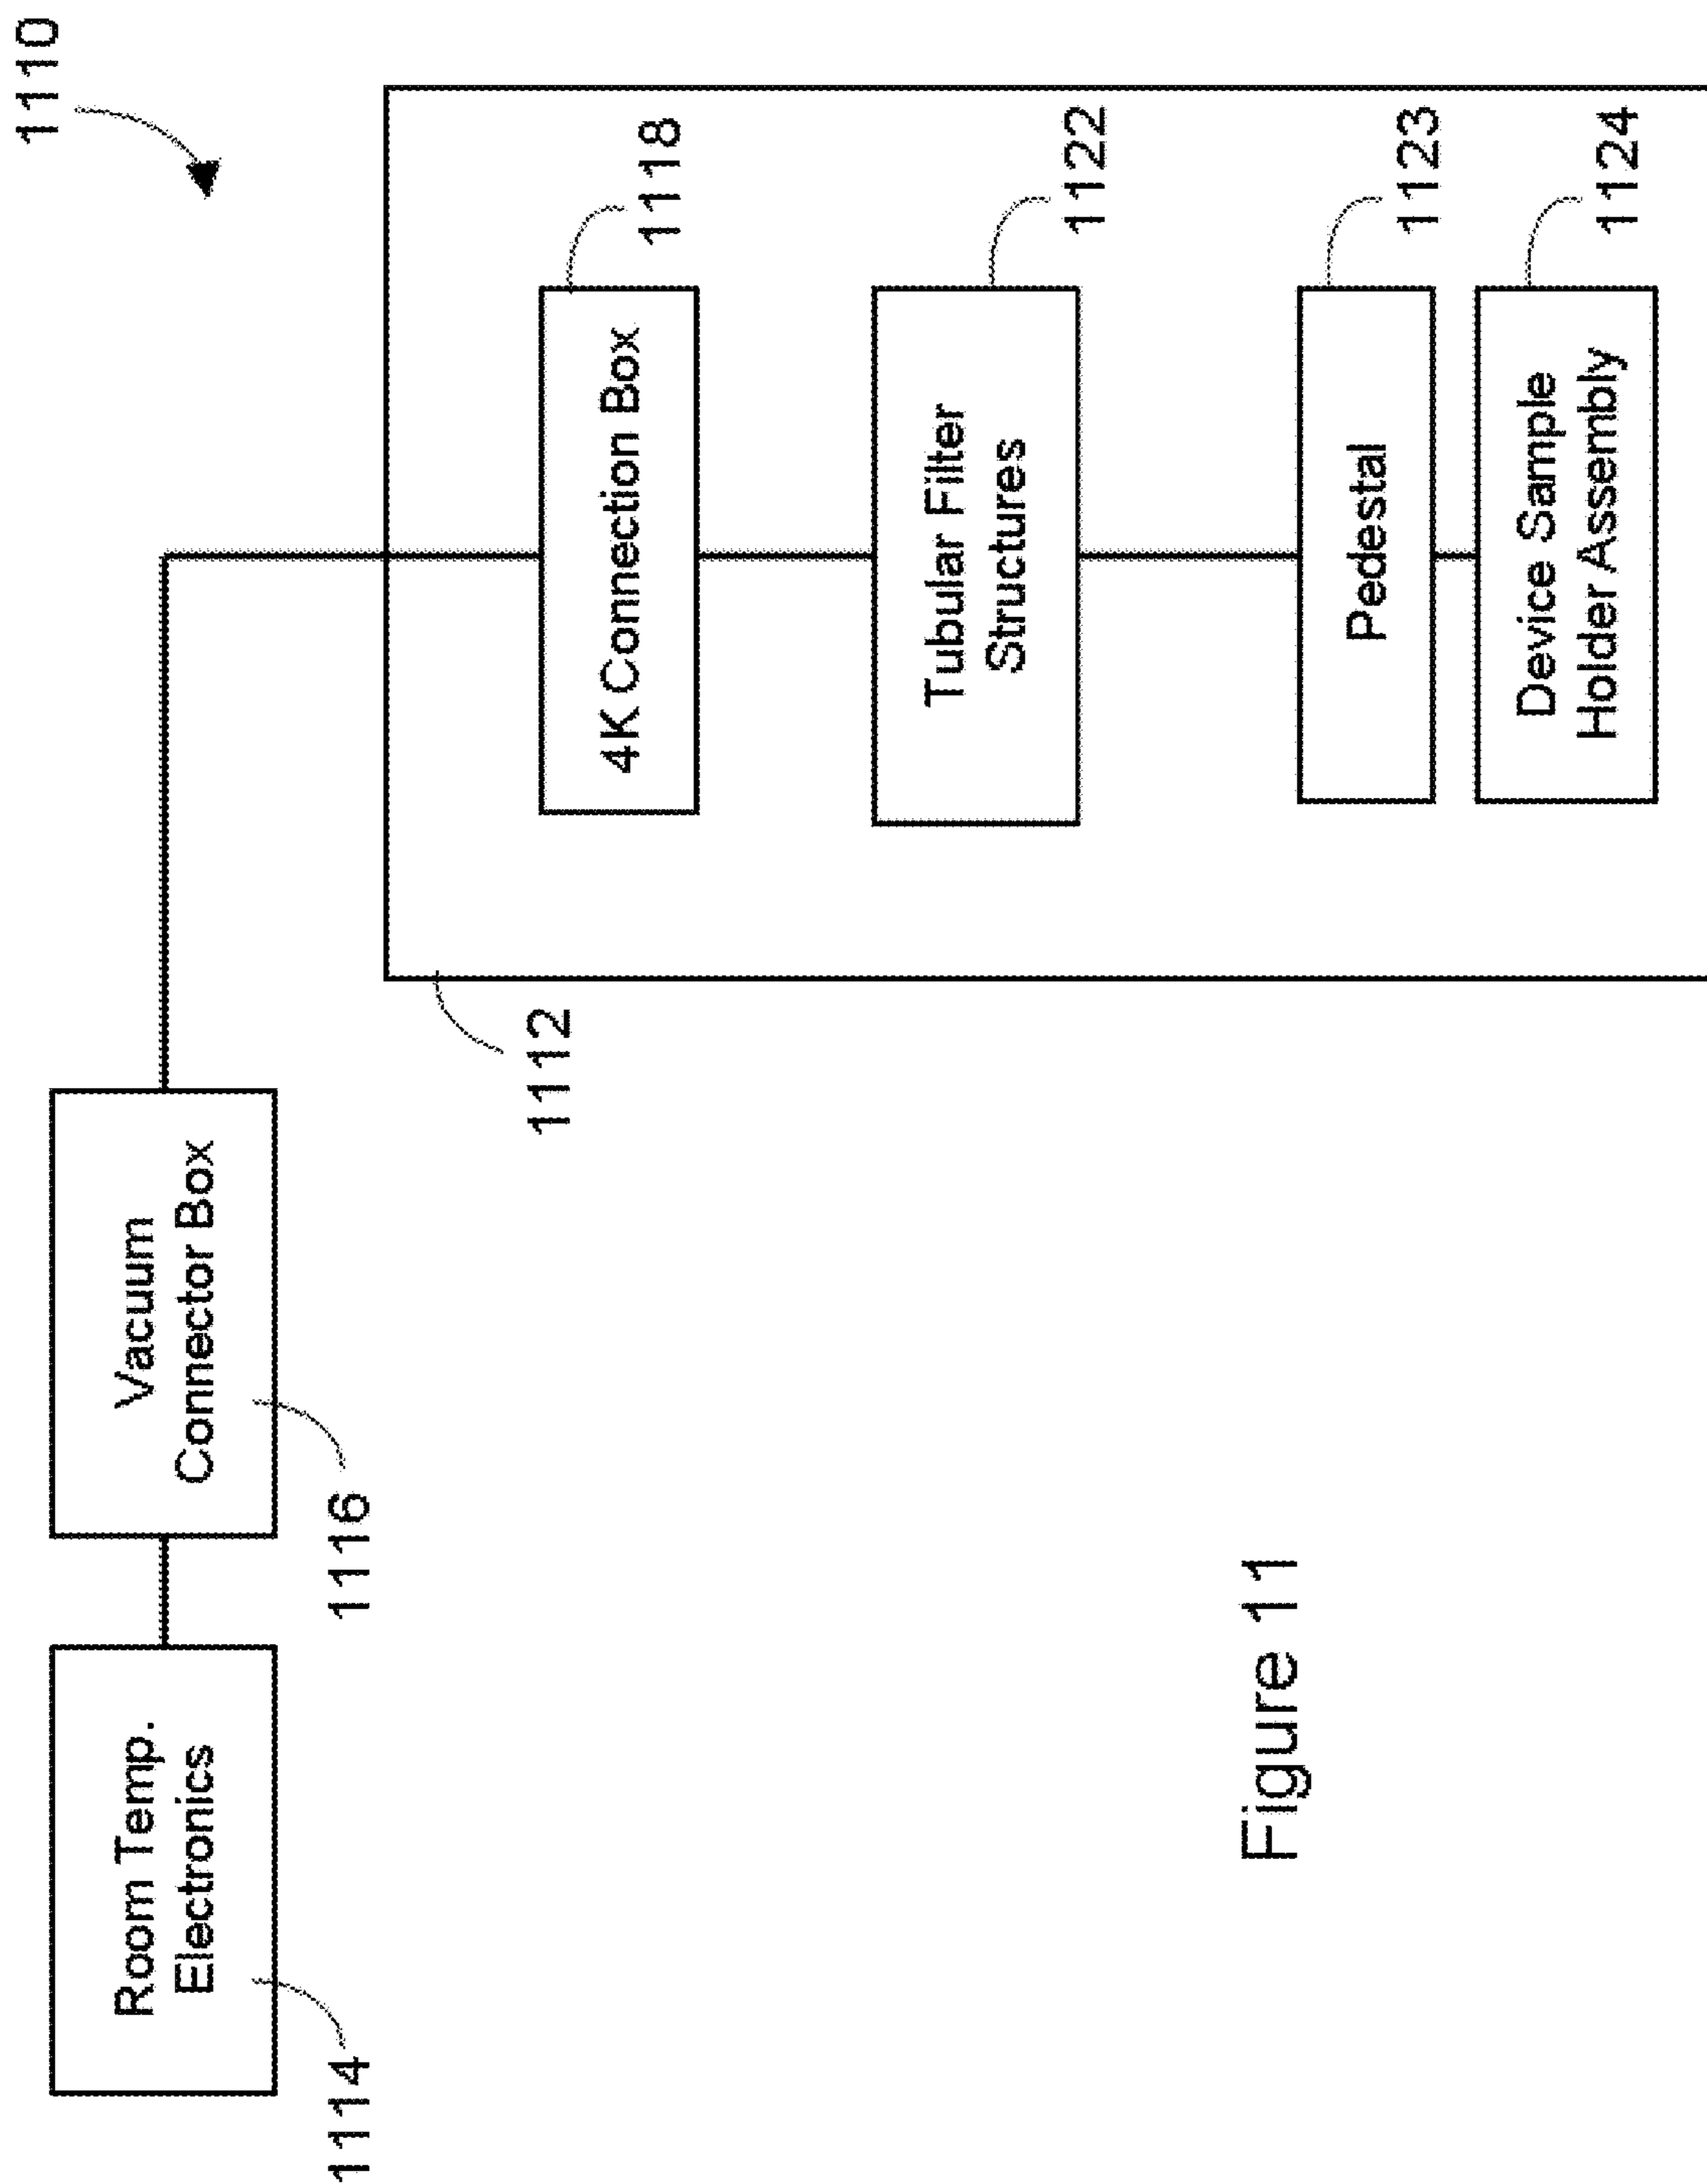 1110
Room Temp.
Electronics
1114
Vacuum
Connector Box
1116
1112
4K Connection Box
1118
Tubular Filter
Structures
1122
Pedestal
1123
Device Sample
Holder Assembly
1124
Figure 11